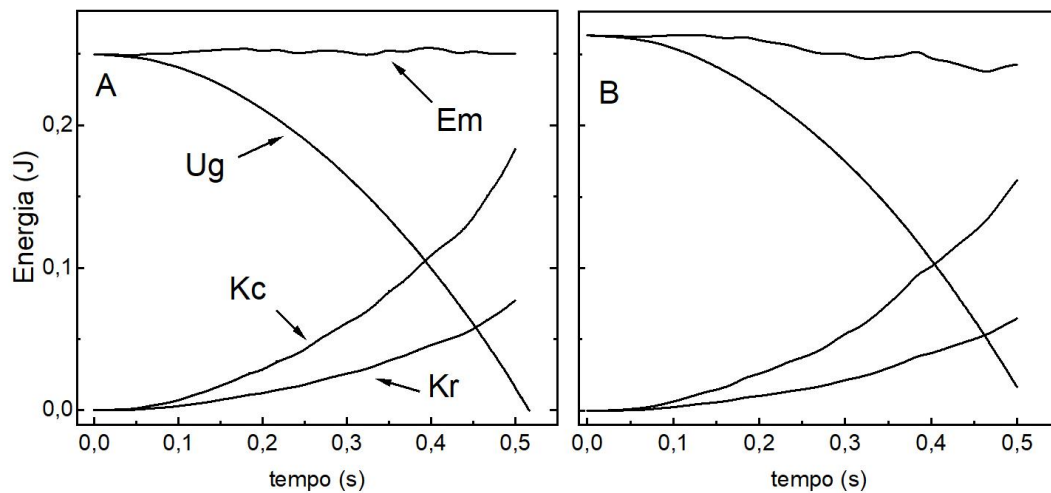 A
B
Em
Ug
Kc
Kr
Energia (J)
0,2
0,1
0,0
0,0 0,1 0,2 0,3 0,4 0,5
0,0 0,1 0,2 0,3 0,4 0,5
tempo (s)
tempo (s)